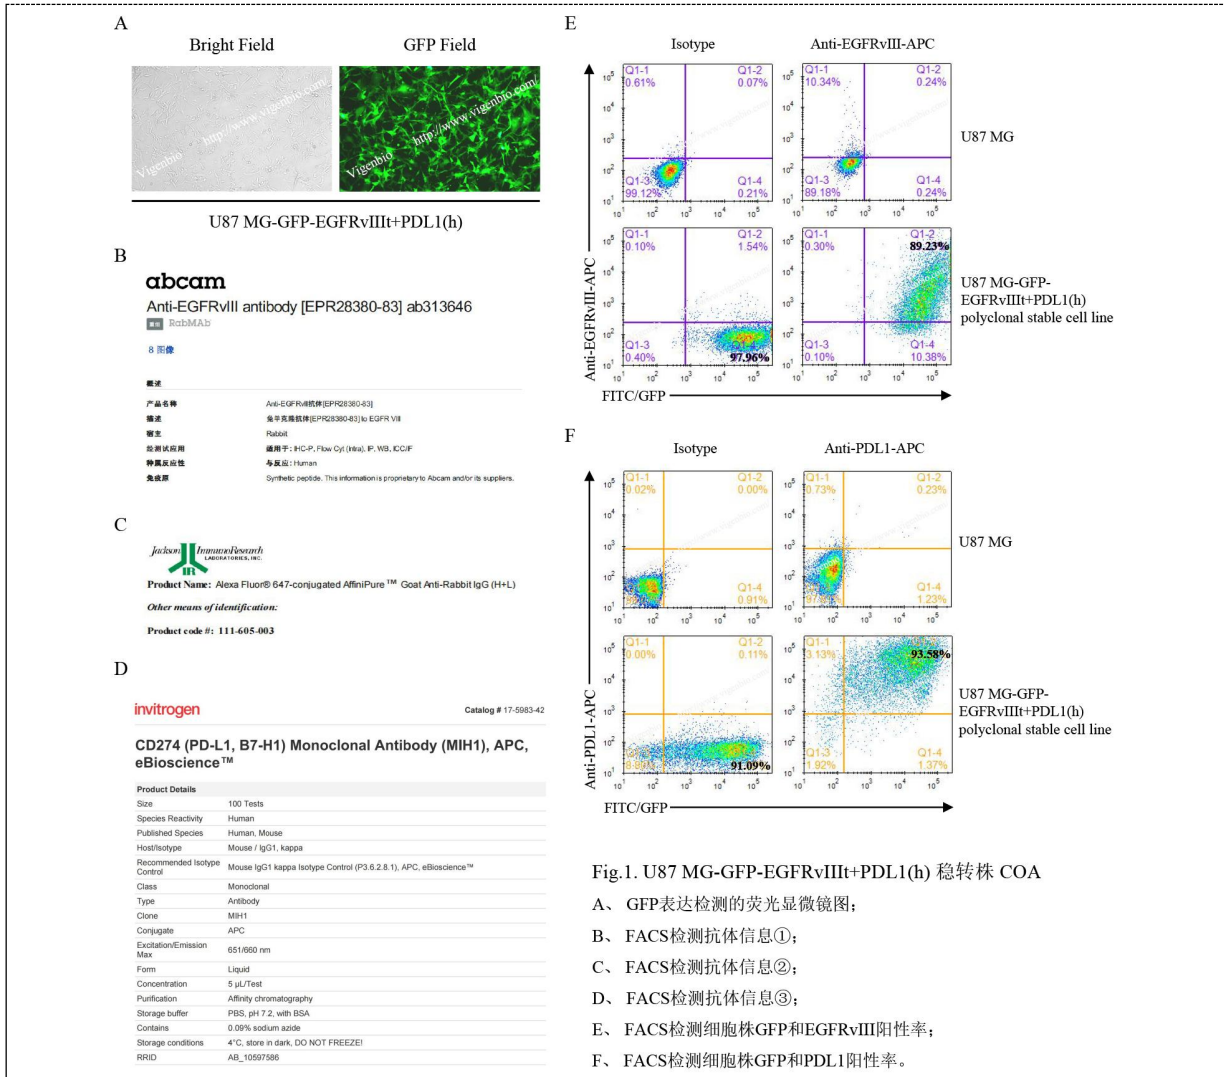 A
Bright Field
GFP Field
Vigenbio http://www.vigenbio.com/
Vigenbio http://www.vigenbio.com/
U87 MG-GFP-EGFRvIIIt+PDL1(h)
B
abcam
Anti-EGFRvIII antibody [EPR28380-83] ab313646
重组 RabMAb
8 图像
概述
产品名称 Anti-EGFRvIII抗体[EPR28380-83]
描述 兔单克隆抗体[EPR28380-83] to EGFR VIII
宿主 Rabbit
经测试应用 适用于: IHC-P, Flow Cyt (Intra), IP, WB, ICC/IF
种属反应性 与反应: Human
免疫原 Synthetic peptide. This information is proprietary to Abcam and/or its suppliers.
C
Jackson ImmunoResearch
LABORATORIES, INC.
IR
Product Name: Alexa Fluor® 647-conjugated AffiniPure™ Goat Anti-Rabbit IgG (H+L)
Other means of identification:
Product code #: 111-605-003
D
invitrogen
Catalog # 17-5983-42
CD274 (PD-L1, B7-H1) Monoclonal Antibody (MIH1), APC,
eBioscience™
Product Details
Size 100 Tests
Species Reactivity Human
Published Species Human, Mouse
Host/Isotype Mouse / IgG1, kappa
Recommended Isotype
Control Mouse IgG1 kappa Isotype Control (P3.6.2.8.1), APC, eBioscience™
Class Monoclonal
Type Antibody
Clone MIH1
Conjugate APC
Excitation/Emission
Max 651/660 nm
Form Liquid
Concentration 5 µL/Test
Purification Affinity chromatography
Storage buffer PBS, pH 7.2, with BSA
Contains 0.09% sodium azide
Storage conditions 4°C, store in dark, DO NOT FREEZE!
RRID AB_10597586
E
Isotype
Anti-EGFRvIII-APC
Q1-1 Q1-2
0.61% 0.07%
Q1-3 Q1-4
99.12% 0.21%
Q1-1 Q1-2
10.34% 0.24%
Q1-3 Q1-4
89.18% 0.24%
U87 MG
Q1-1 Q1-2
0.10% 1.54%
Q1-3 Q1-4
0.40% 97.96%
Q1-1 Q1-2
0.30% 89.23%
Q1-3 Q1-4
0.10% 10.38%
U87 MG-GFP-
EGFRvIIIt+PDL1(h)
polyclonal stable cell line
Anti-EGFRvIII-APC
FITC/GFP
F
Isotype
Anti-PDL1-APC
Q1-1 Q1-2
0.02% 0.00%
Q1-4
0.91%
Q1-1 Q1-2
0.73% 0.23%
Q1-4
1.23%
U87 MG
Q1-1 Q1-2
0.00% 0.11%
91.09%
Q1-1 Q1-2
3.13% 93.58%
Q1-3 Q1-4
1.92% 1.37%
U87 MG-GFP-
EGFRvIIIt+PDL1(h)
polyclonal stable cell line
Anti-PDL1-APC
FITC/GFP
Fig.1. U87 MG-GFP-EGFRvIIIt+PDL1(h) 稳转株 COA
A、 GFP表达检测的荧光显微镜图；
B、 FACS检测抗体信息①；
C、 FACS检测抗体信息②；
D、 FACS检测抗体信息③；
E、 FACS检测细胞株GFP和EGFRvIII阳性率；
F、 FACS检测细胞株GFP和PDL1阳性率。